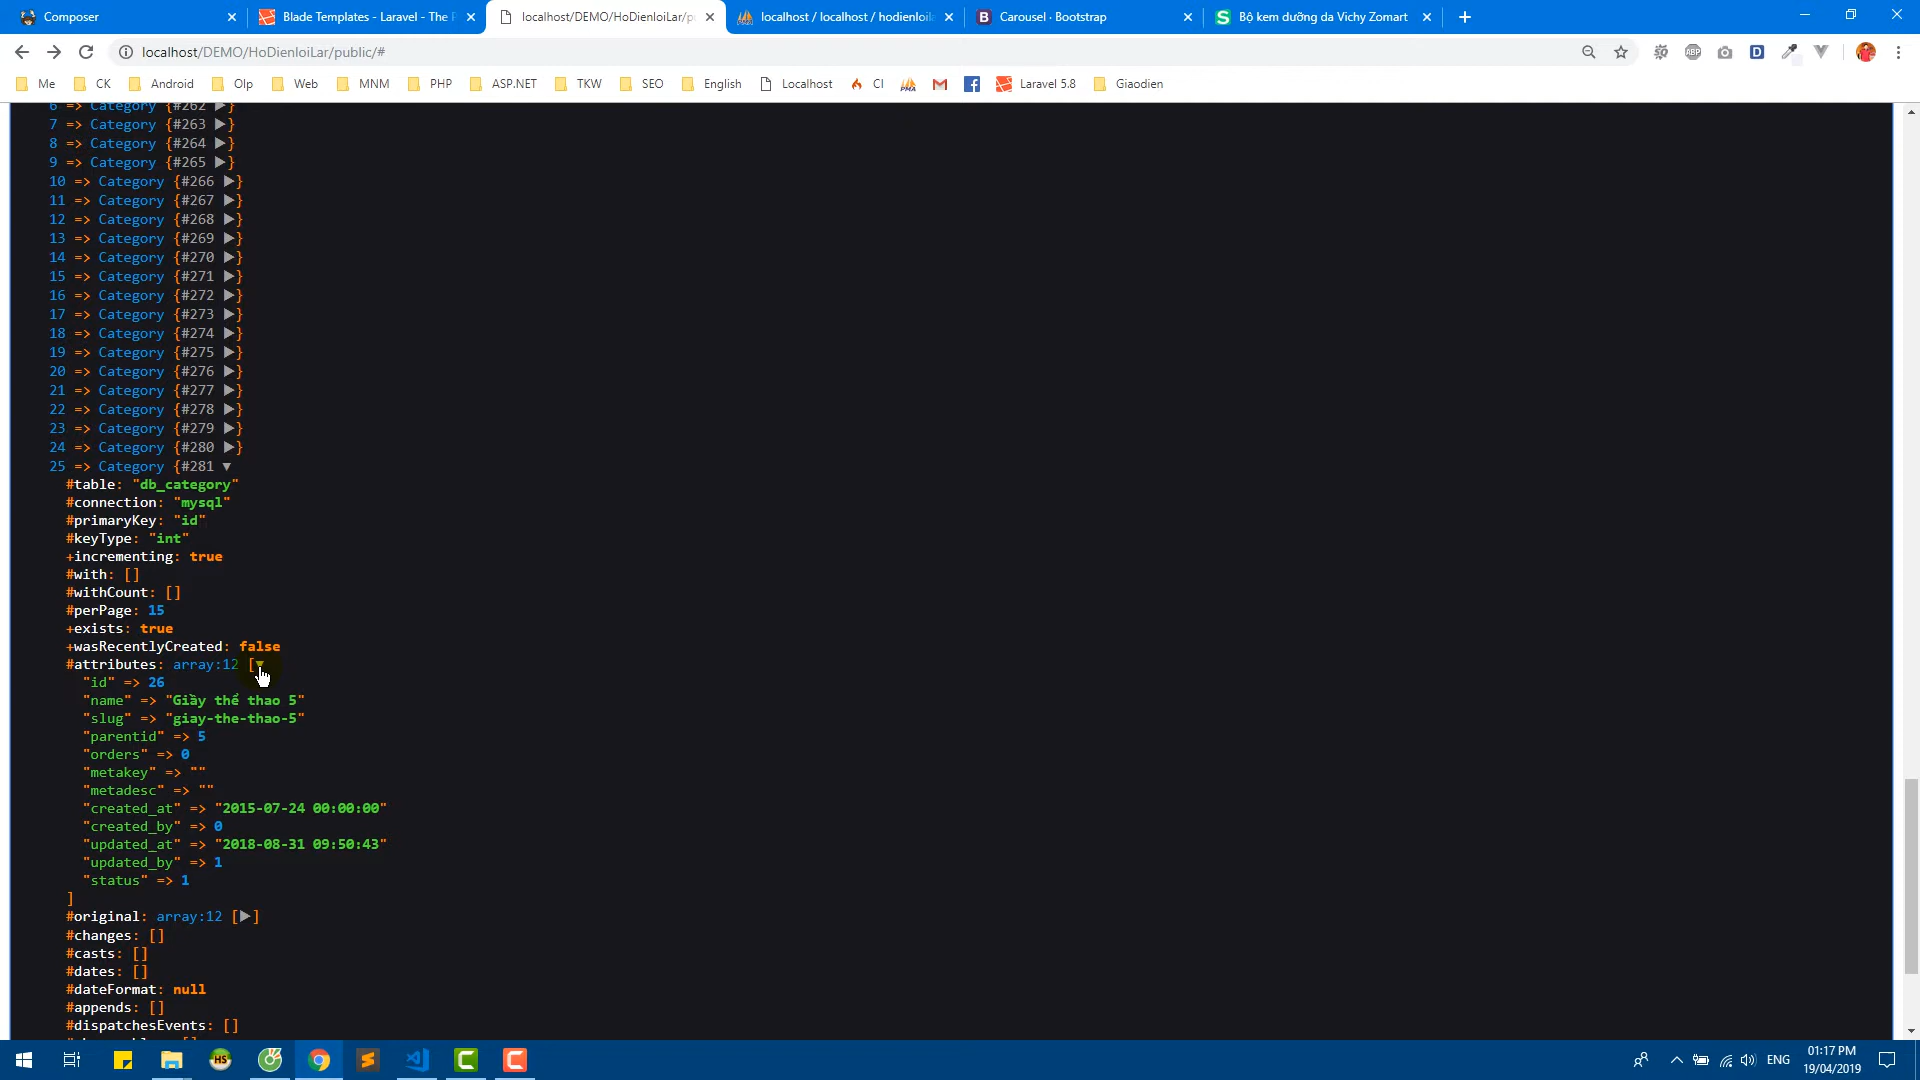 Composer
Blade Templates - Laravel - The P
localhost/DEMO/HoDienloiLar/p
localhost / localhost / hodienloila
Carousel · Bootstrap
Bộ kem dưỡng da Vichy Zomart
localhost/DEMO/HoDienloiLar/public/#
Me
CK
Android
Olp
Web
MNM
PHP
ASP.NET
TKW
SEO
English
Localhost
CI
Laravel 5.8
Giaodien
6 => Category {#262 ▶}
7 => Category {#263 ▶}
8 => Category {#264 ▶}
9 => Category {#265 ▶}
10 => Category {#266 ▶}
11 => Category {#267 ▶}
12 => Category {#268 ▶}
13 => Category {#269 ▶}
14 => Category {#270 ▶}
15 => Category {#271 ▶}
16 => Category {#272 ▶}
17 => Category {#273 ▶}
18 => Category {#274 ▶}
19 => Category {#275 ▶}
20 => Category {#276 ▶}
21 => Category {#277 ▶}
22 => Category {#278 ▶}
23 => Category {#279 ▶}
24 => Category {#280 ▶}
25 => Category {#281 ▼
#table: "db_category"
#connection: "mysql"
#primaryKey: "id"
#keyType: "int"
+incrementing: true
#with: []
#withCount: []
#perPage: 15
+exists: true
+wasRecentlyCreated: false
#attributes: array:12 [▼
"id" => 26
"name" => "Giầy thể thao 5"
"slug" => "giay-the-thao-5"
"parentid" => 5
"orders" => 0
"metakey" => ""
"metadesc" => ""
"created_at" => "2015-07-24 00:00:00"
"created_by" => 0
"updated_at" => "2018-08-31 09:50:43"
"updated_by" => 1
"status" => 1
]
#original: array:12 [▶]
#changes: []
#casts: []
#dates: []
#dateFormat: null
#appends: []
#dispatchesEvents: []
ENG
01:17 PM
19/04/2019